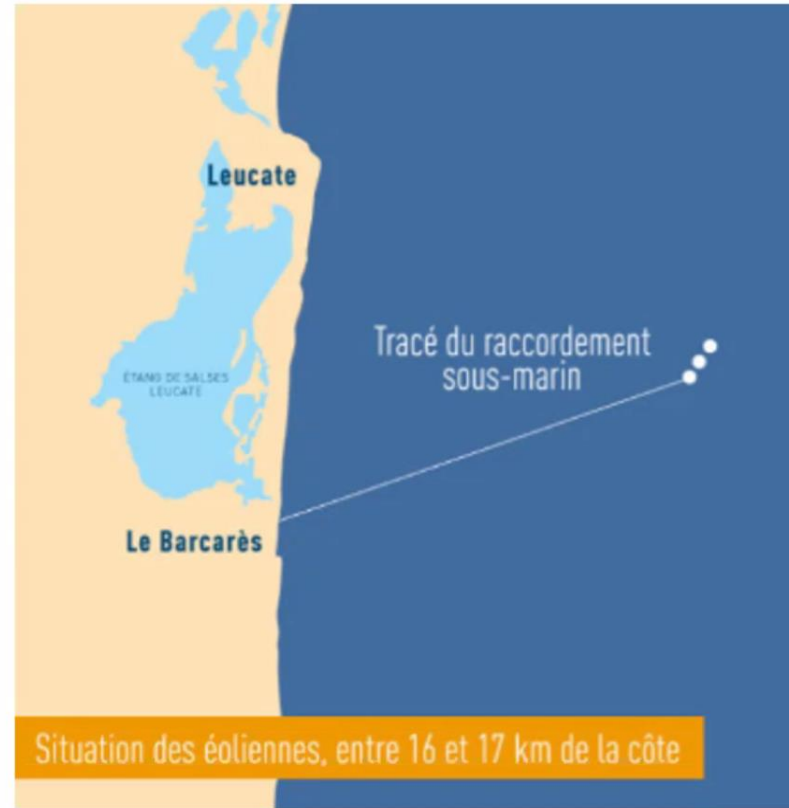 Leucate
Tracé du raccordement
sous-marin
ÉTANG DE SALSES
LEUCATE
Le Barcarès
Situation des éoliennes, entre 16 et 17 km de la côte